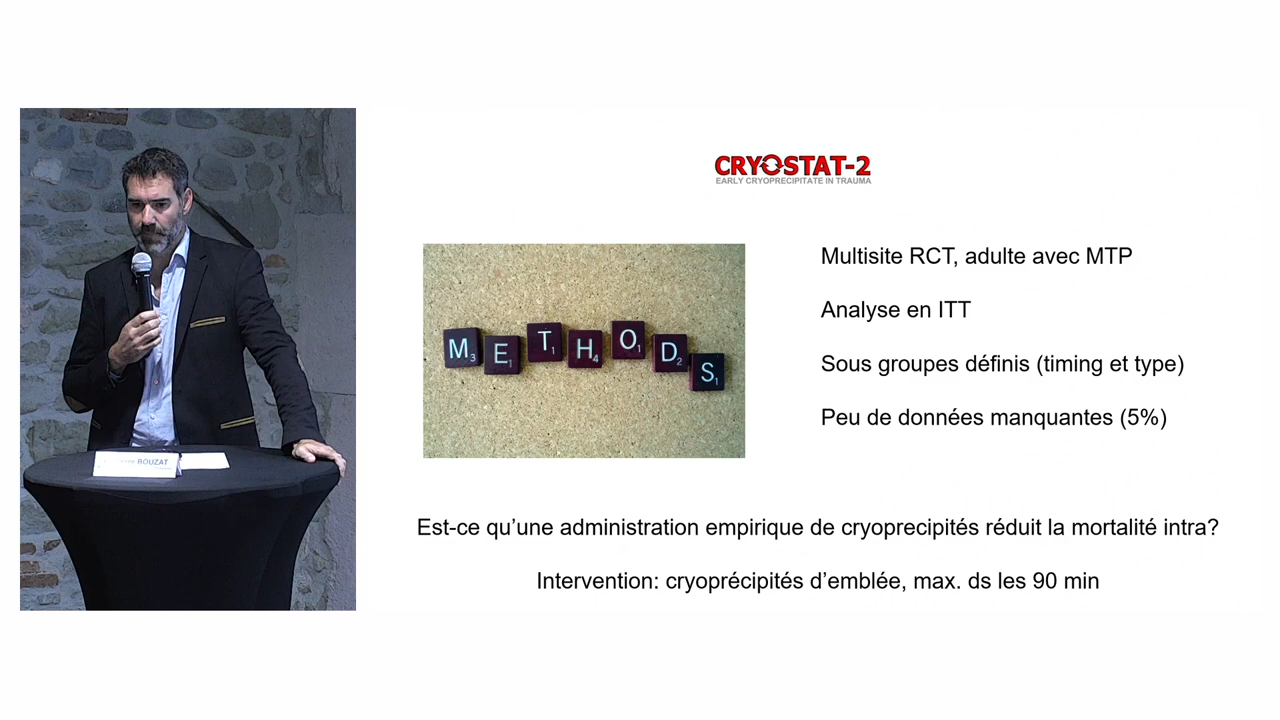 CRYOSTAT-2
EARLY CRYOPRECIPITATE IN TRAUMA
METHODS
Multisite RCT, adulte avec MTP
Analyse en ITT
Sous groupes définis (timing et type)
Peu de données manquantes (5%)
Est-ce qu’une administration empirique de cryoprecipités réduit la mortalité intra?
Intervention: cryoprécipités d’emblée, max. ds les 90 min
BOUZAT